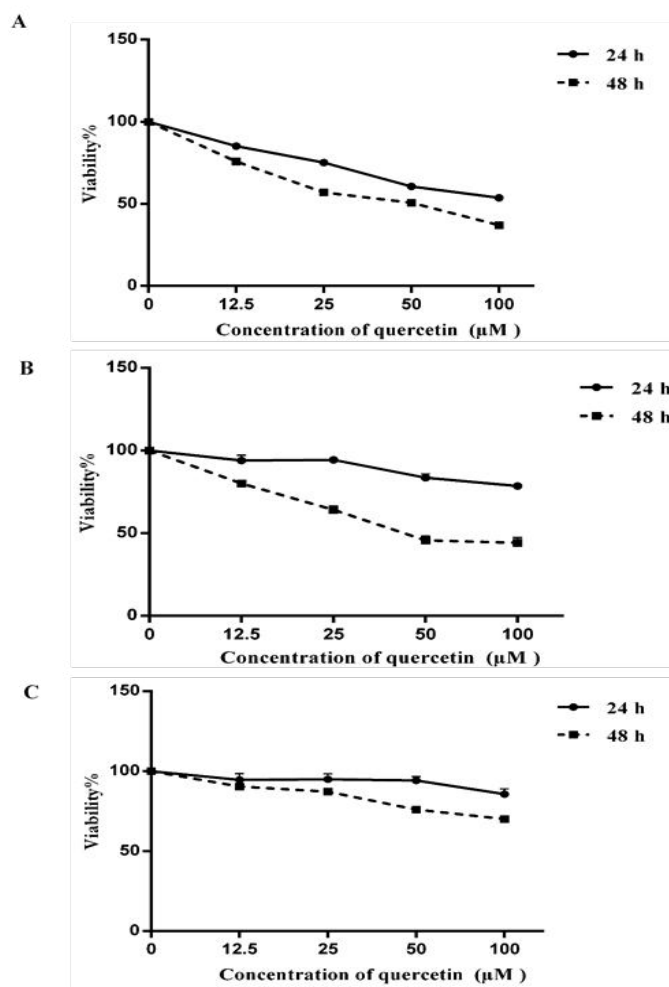 A
150
100
50
0
Viability%
24 h
48 h
0 12.5 25 50 100
Concentration of quercetin (μM )
B
150
100
50
0
Viability%
24 h
48 h
0 12.5 25 50 100
Concentration of quercetin (μM )
C
150
100
50
0
Viability%
24 h
48 h
0 12.5 25 50 100
Concentration of quercetin (μM )